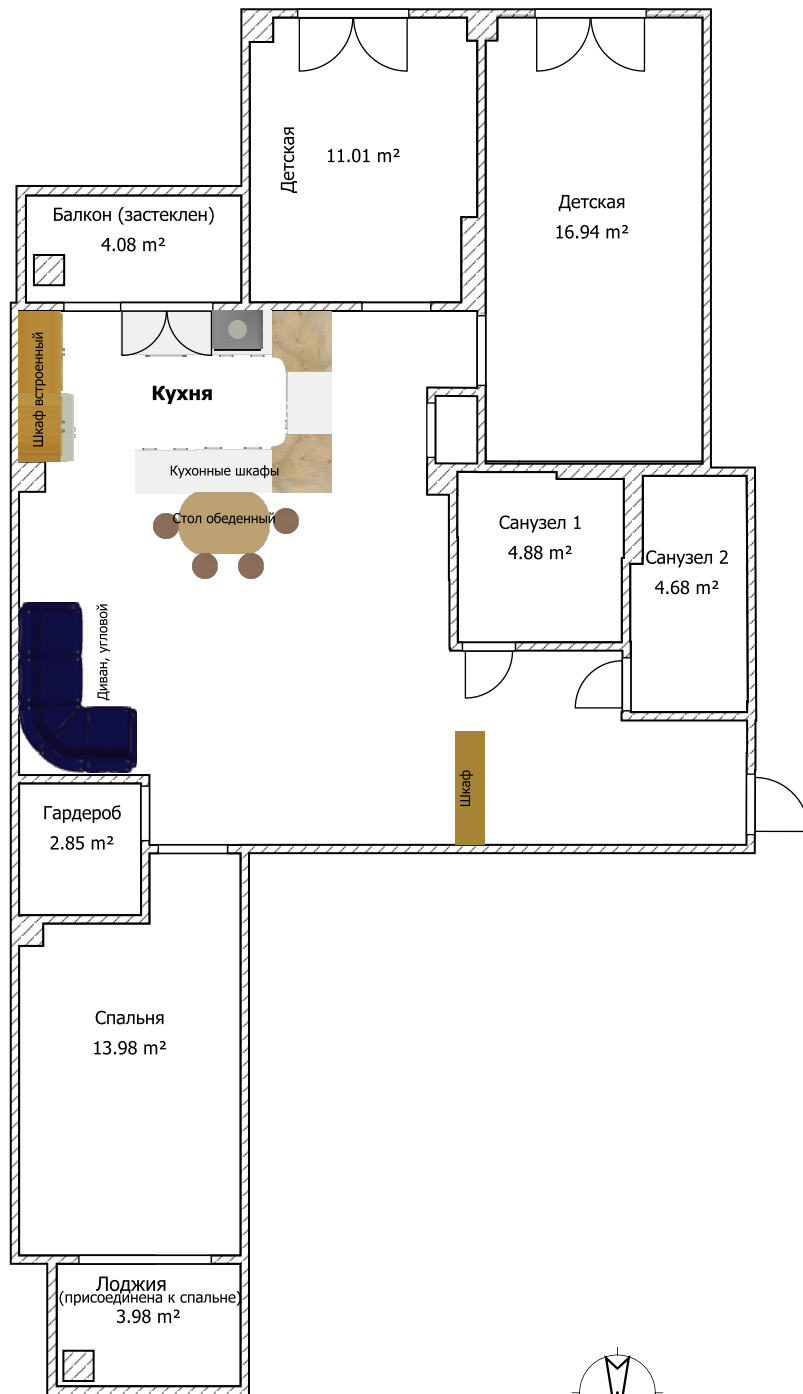 Детская
11.01 m²
Детская
16.94 m²
Балкон (застеклен)
4.08 m²
Шкаф встроенный
Кухня
Кухонные шкафы
Стол обеденный
Санузел 1
4.88 m²
Санузел 2
4.68 m²
Диван, угловой
Шкаф
Гардероб
2.85 m²
Спальня
13.98 m²
Лоджия
(присоединена к спальне)
3.98 m²